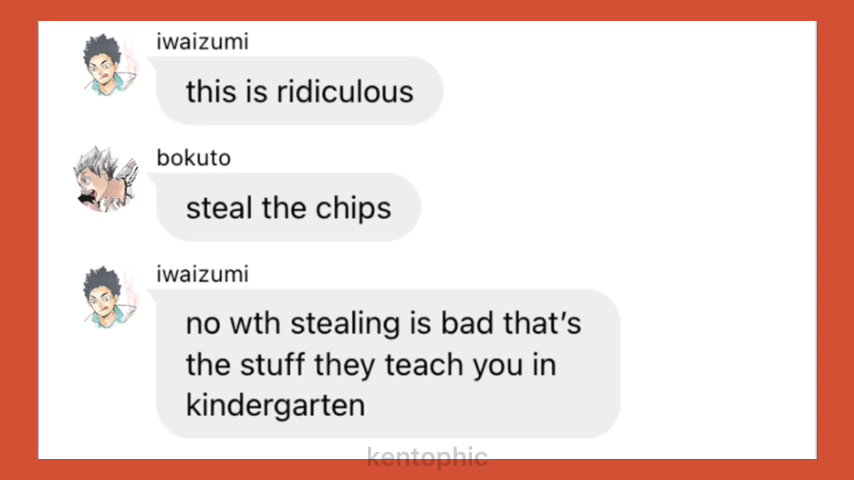 iwaizumi
this is ridiculous
bokuto
steal the chips
iwaizumi
no wth stealing is bad that’s
the stuff they teach you in
kindergarten
kentophic